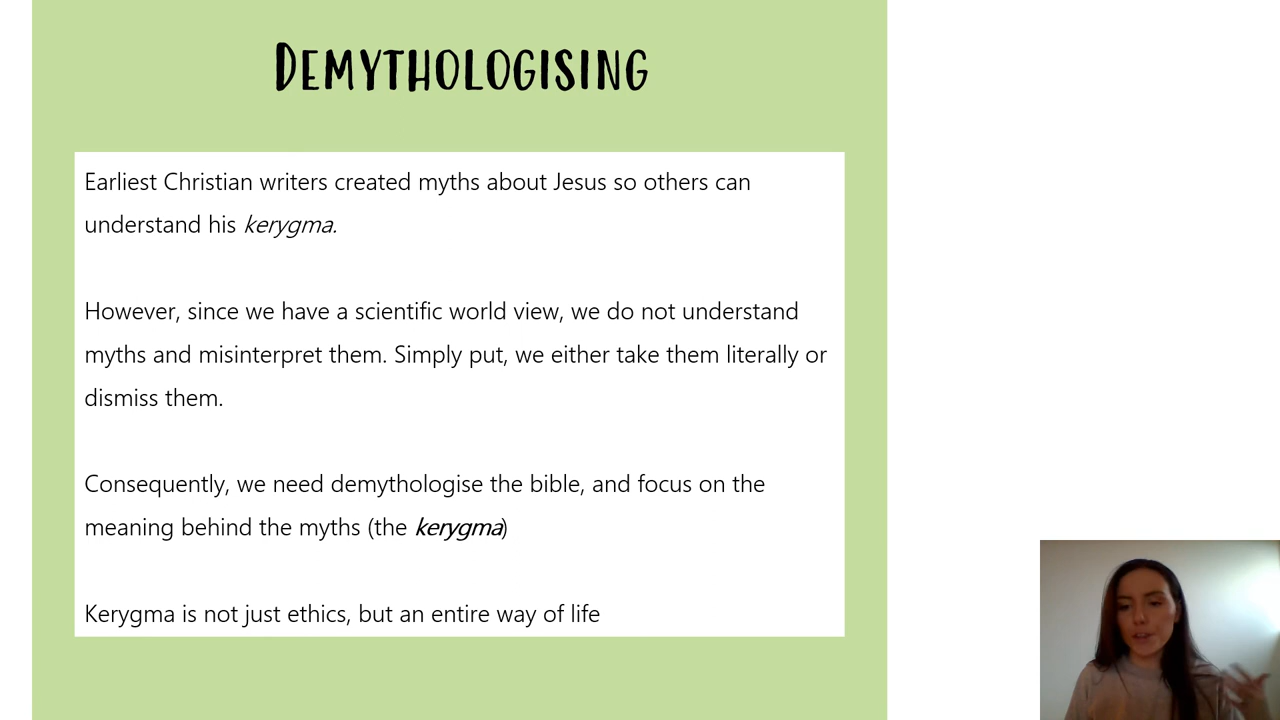 DEMYTHOLOGISING
Earliest Christian writers created myths about Jesus so others can
understand his kerygma.
However, since we have a scientific world view, we do not understand
myths and misinterpret them. Simply put, we either take them literally or
dismiss them.
Consequently, we need demythologise the bible, and focus on the
meaning behind the myths (the kerygma)
Kerygma is not just ethics, but an entire way of life